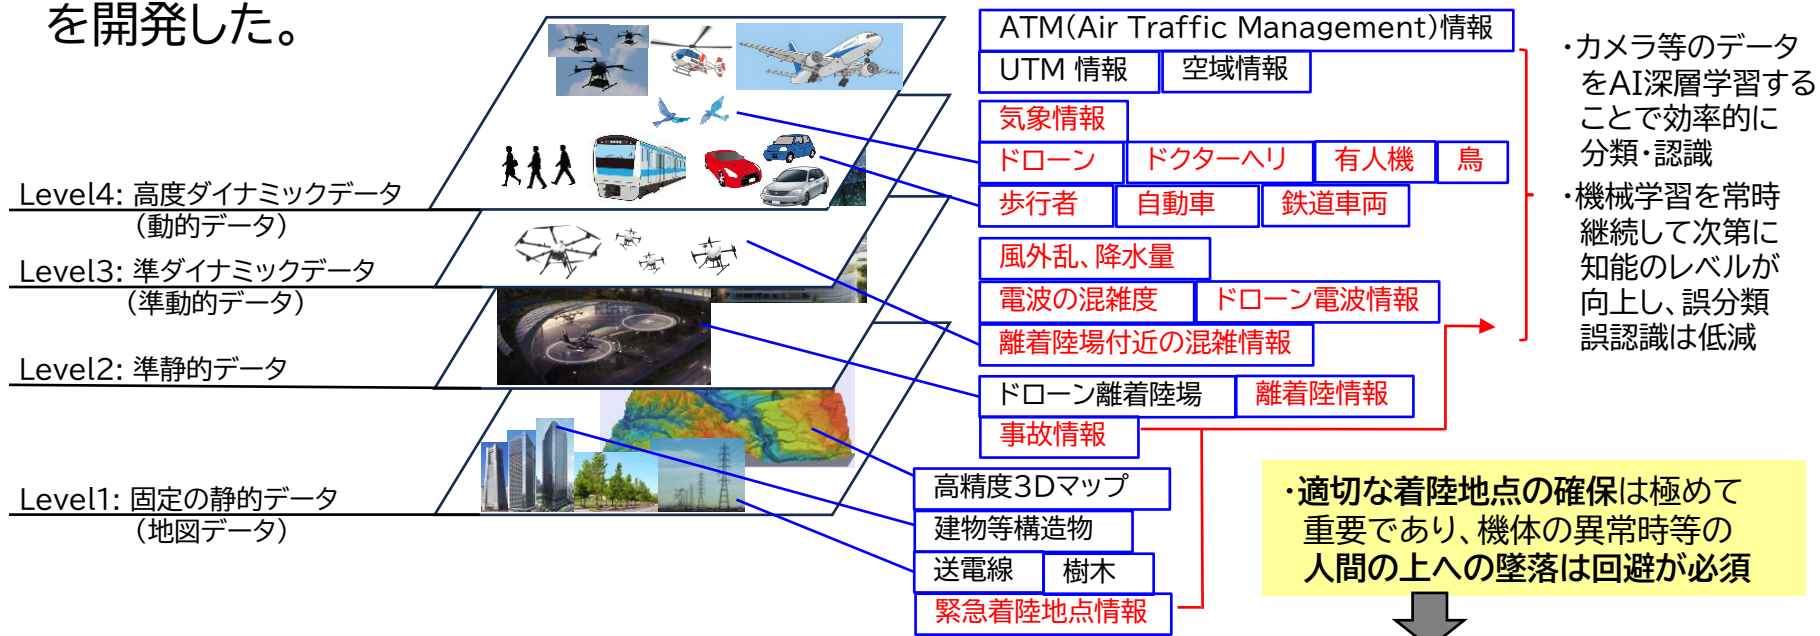 を開発した。
ATM(Air Traffic Management)情報
UTM 情報
空域情報
気象情報
ドローン
ドクターヘリ
有人機
鳥
歩行者
自動車
鉄道車両
Level4: 高度ダイナミックデータ
(動的データ)
風外乱、降水量
電波の混雑度
ドローン電波情報
離着陸場付近の混雑情報
Level3: 準ダイナミックデータ
(準動的データ)
Level2: 準静的データ
ドローン離着陸場
離着陸情報
事故情報
Level1: 固定の静的データ
(地図データ)
高精度3Dマップ
建物等構造物
送電線
樹木
緊急着陸地点情報
・カメラ等のデータ
をAI深層学習する
ことで効率的に
分類・認識
・機械学習を常時
継続して次第に
知能のレベルが
向上し、誤分類
誤認識は低減
・適切な着陸地点の確保は極めて
重要であり、機体の異常時等の
人間の上への墜落は回避が必須